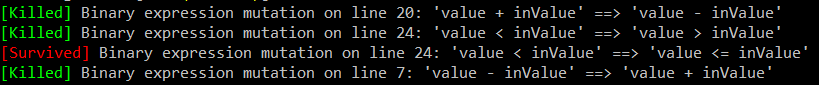 [Killed] Binary expression mutation on line 20: 'value + inValue' ==> 'value - inValue'
[Killed] Binary expression mutation on line 24: 'value < inValue' ==> 'value > inValue'
[Survived] Binary expression mutation on line 24: 'value < inValue' ==> 'value <= inValue'
[Killed] Binary expression mutation on line 7: 'value - inValue' ==> 'value + inValue'